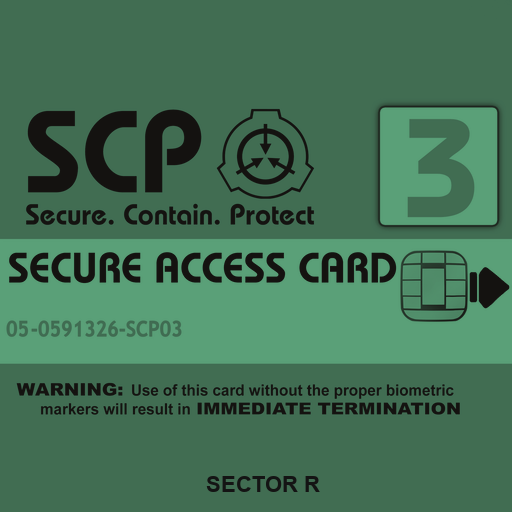 SCP
3
Secure. Contain. Protect
SECURE ACCESS CARD
05-0591326-SCP03
WARNING: Use of this card without the proper biometric
markers will result in IMMEDIATE TERMINATION
SECTOR R